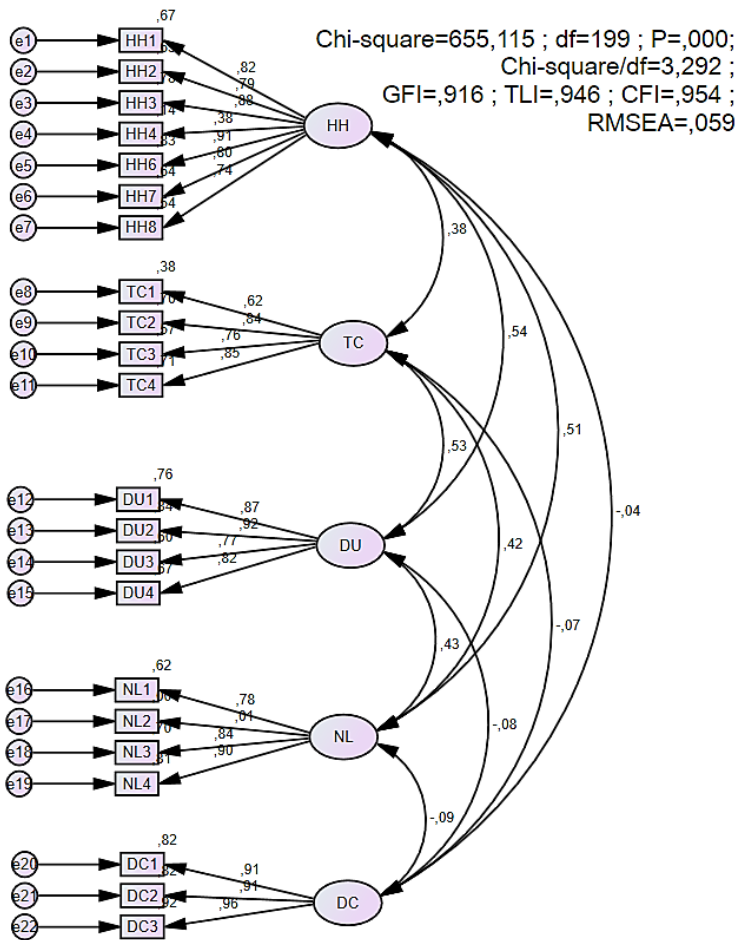 Chi-square=655,115 ; df=199 ; P=,000;
Chi-square/df=3,292 ;
GFI=,916 ; TLI=,946 ; CFI=,954 ;
RMSEA=,059
,67
e1 HH1
e2 HH2
e3 HH3
e4 HH4
e5 HH6
e6 HH7
e7 HH8
,82
,79
,88
,38
,91
,80
,74
HH
,38
e8 TC1
e9 TC2
e10 TC3
e11 TC4
,62
,84
,76
,85
TC
,76
e12 DU1
e13 DU2
e14 DU3
e15 DU4
,87
,92
,77
,82
DU
,62
e16 NL1
e17 NL2
e18 NL3
e19 NL4
,78
,01
,84
,90
NL
,82
e20 DC1
e21 DC2
e22 DC3
,91
,91
,96
DC
,38
,54
,51
-,04
,53
,42
-,07
,43
-,08
-,09